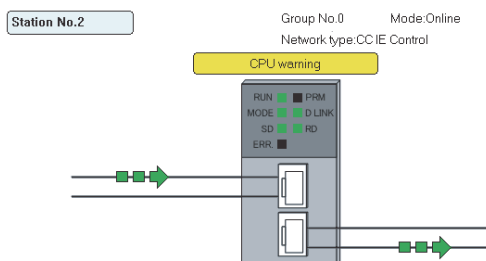 Station No.2
Group No.0 Mode:Online
Network type:CC IE Control
CPU warning
RUN PRM
MODE D LINK
SD RD
ERR.